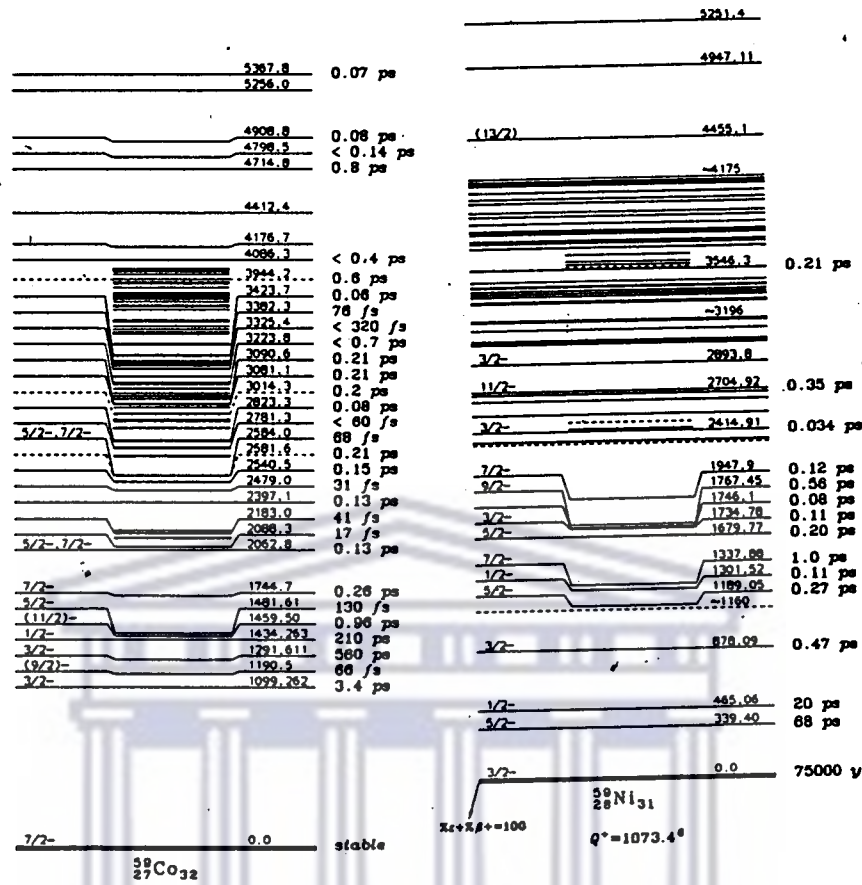 5367.8 0.07 ps
5256.0
4908.8 0.08 ps
4798.5 < 0.14 ps
4714.8 0.8 ps
4412.4
4176.7
4086.3 < 0.4 ps
3944.2 0.6 ps
3423.7 0.06 ps
3382.3 76 fs
3325.4 < 320 fs
3223.8 < 0.7 ps
3090.6 0.21 ps
3081.1 0.21 ps
3014.3 0.2 ps
2823.3 0.08 ps
2781.3 < 60 fs
5/2-,7/2- 2584.0 68 fs
2581.6 0.21 ps
2540.5 0.15 ps
2479.0 31 fs
2397.1 0.13 ps
2183.0 41 fs
2088.3 17 fs
5/2-,7/2- 2062.8 0.13 ps
7/2- 1744.7 0.26 ps
5/2- 1481.61 130 fs
(11/2)- 1459.50 0.96 ps
1/2- 1434.263 210 ps
3/2- 1291.611 560 ps
(9/2)- 1190.5 66 fs
3/2- 1099.262 3.4 ps
7/2- 0.0 stable
59 27 Co 32
5251.4
4947.11
(13/2) 4455.1
~4175
3546.3 0.21 ps
~3196
3/2- 2893.8
11/2- 2704.92 0.35 ps
3/2- 2414.91 0.034 ps
7/2- 1947.9 0.12 ps
9/2- 1767.45 0.56 ps
1746.1 0.08 ps
3/2- 1734.78 0.11 ps
5/2- 1679.77 0.20 ps
7/2- 1337.88 1.0 ps
1/2- 1301.52 0.11 ps
5/2- 1189.05 0.27 ps
~1160
3/2- 878.09 0.47 ps
1/2- 465.06 20 ps
5/2- 339.40 68 ps
3/2- 0.0 75000 y
59 28 Ni 31
%ε+%β+=100
Q+=1073.4